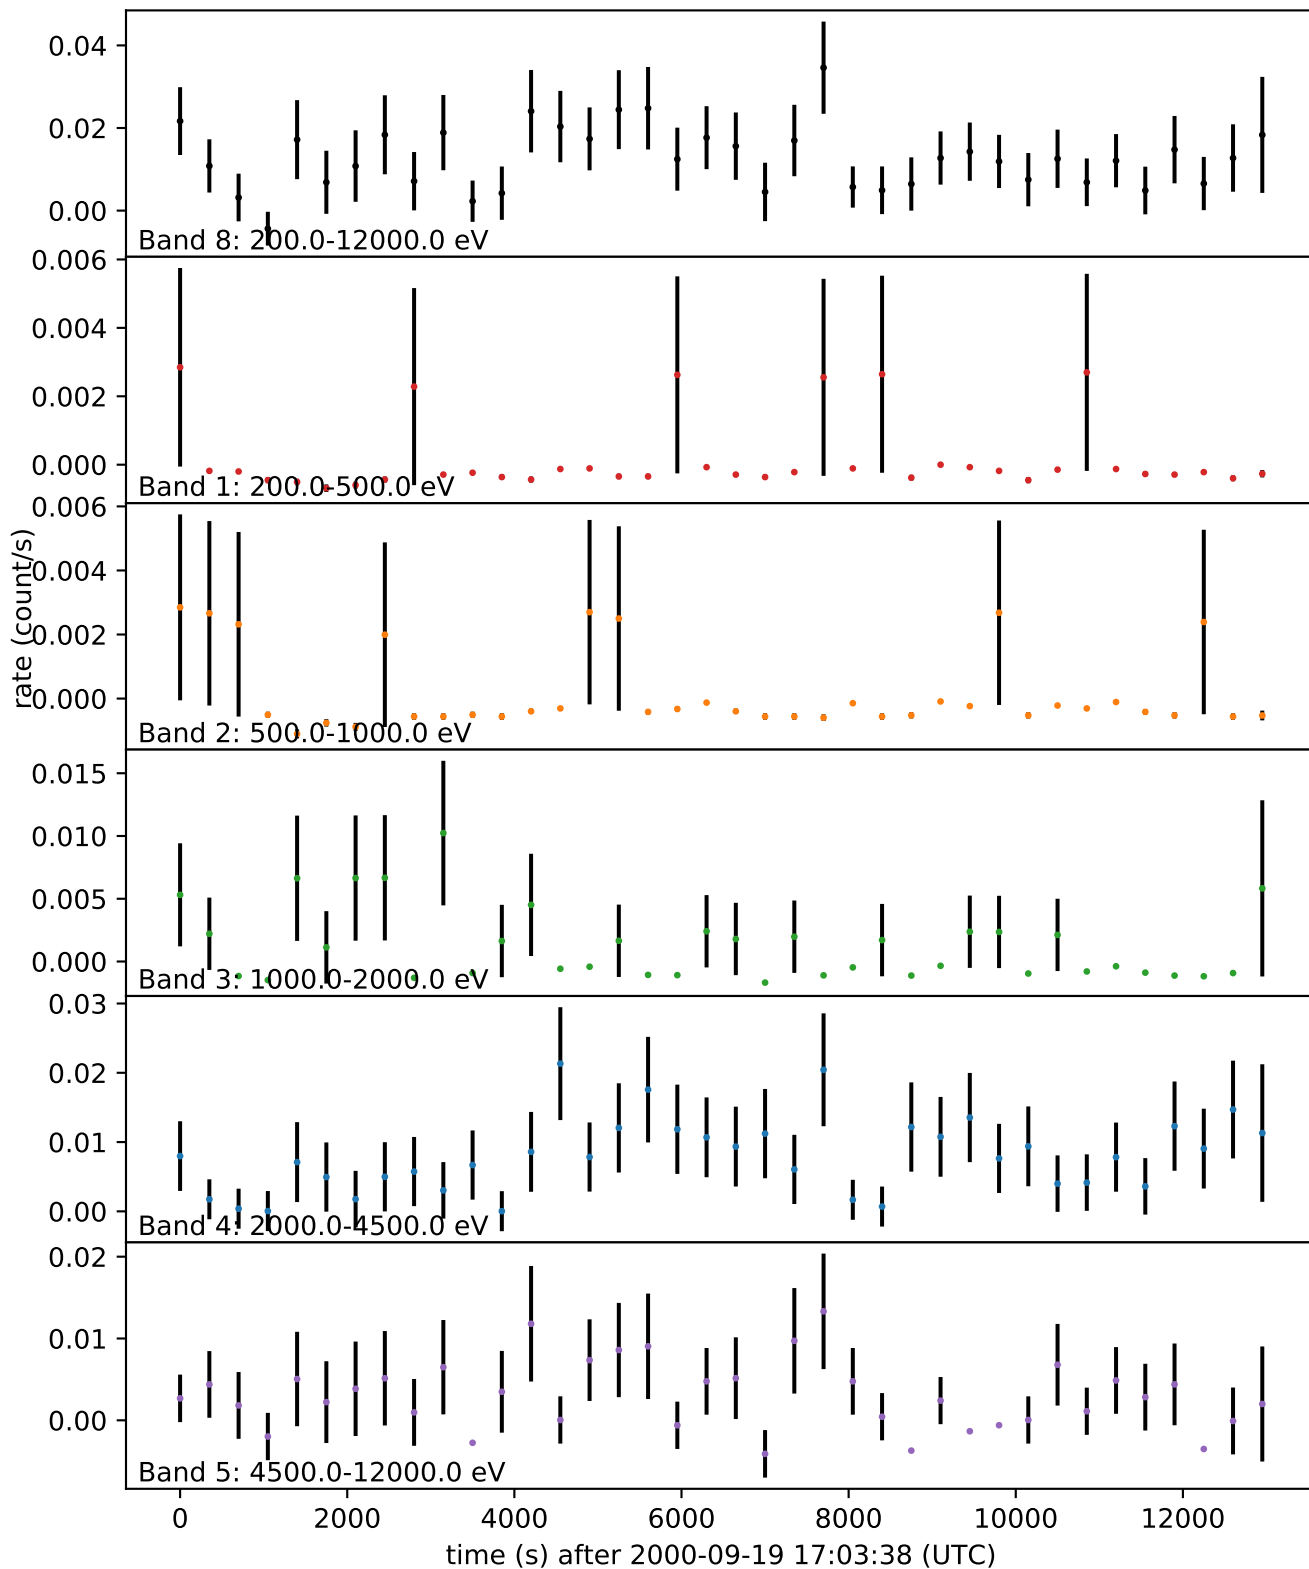 0.04
0.02
0.00
Band 8: 200.0-12000.0 eV
0.006
0.004
0.002
0.000
Band 1: 200.0-500.0 eV
0.006
0.004
0.002
0.000
Band 2: 500.0-1000.0 eV
rate (count/s)
0.015
0.010
0.005
0.000
Band 3: 1000.0-2000.0 eV
0.03
0.02
0.01
0.00
Band 4: 2000.0-4500.0 eV
0.02
0.01
0.00
Band 5: 4500.0-12000.0 eV
0 2000 4000 6000 8000 10000 12000
time (s) after 2000-09-19 17:03:38 (UTC)